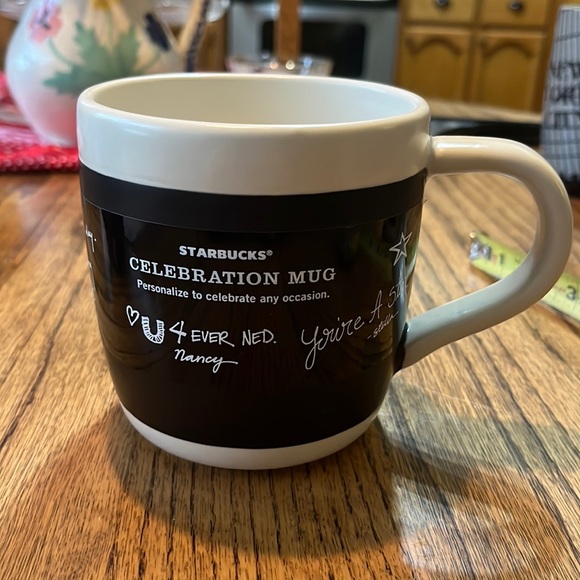 STARBUCKS®
CELEBRATION MUG
Personalize to celebrate any occasion.
♡ U 4 EVER NED.
Nancy
You're A